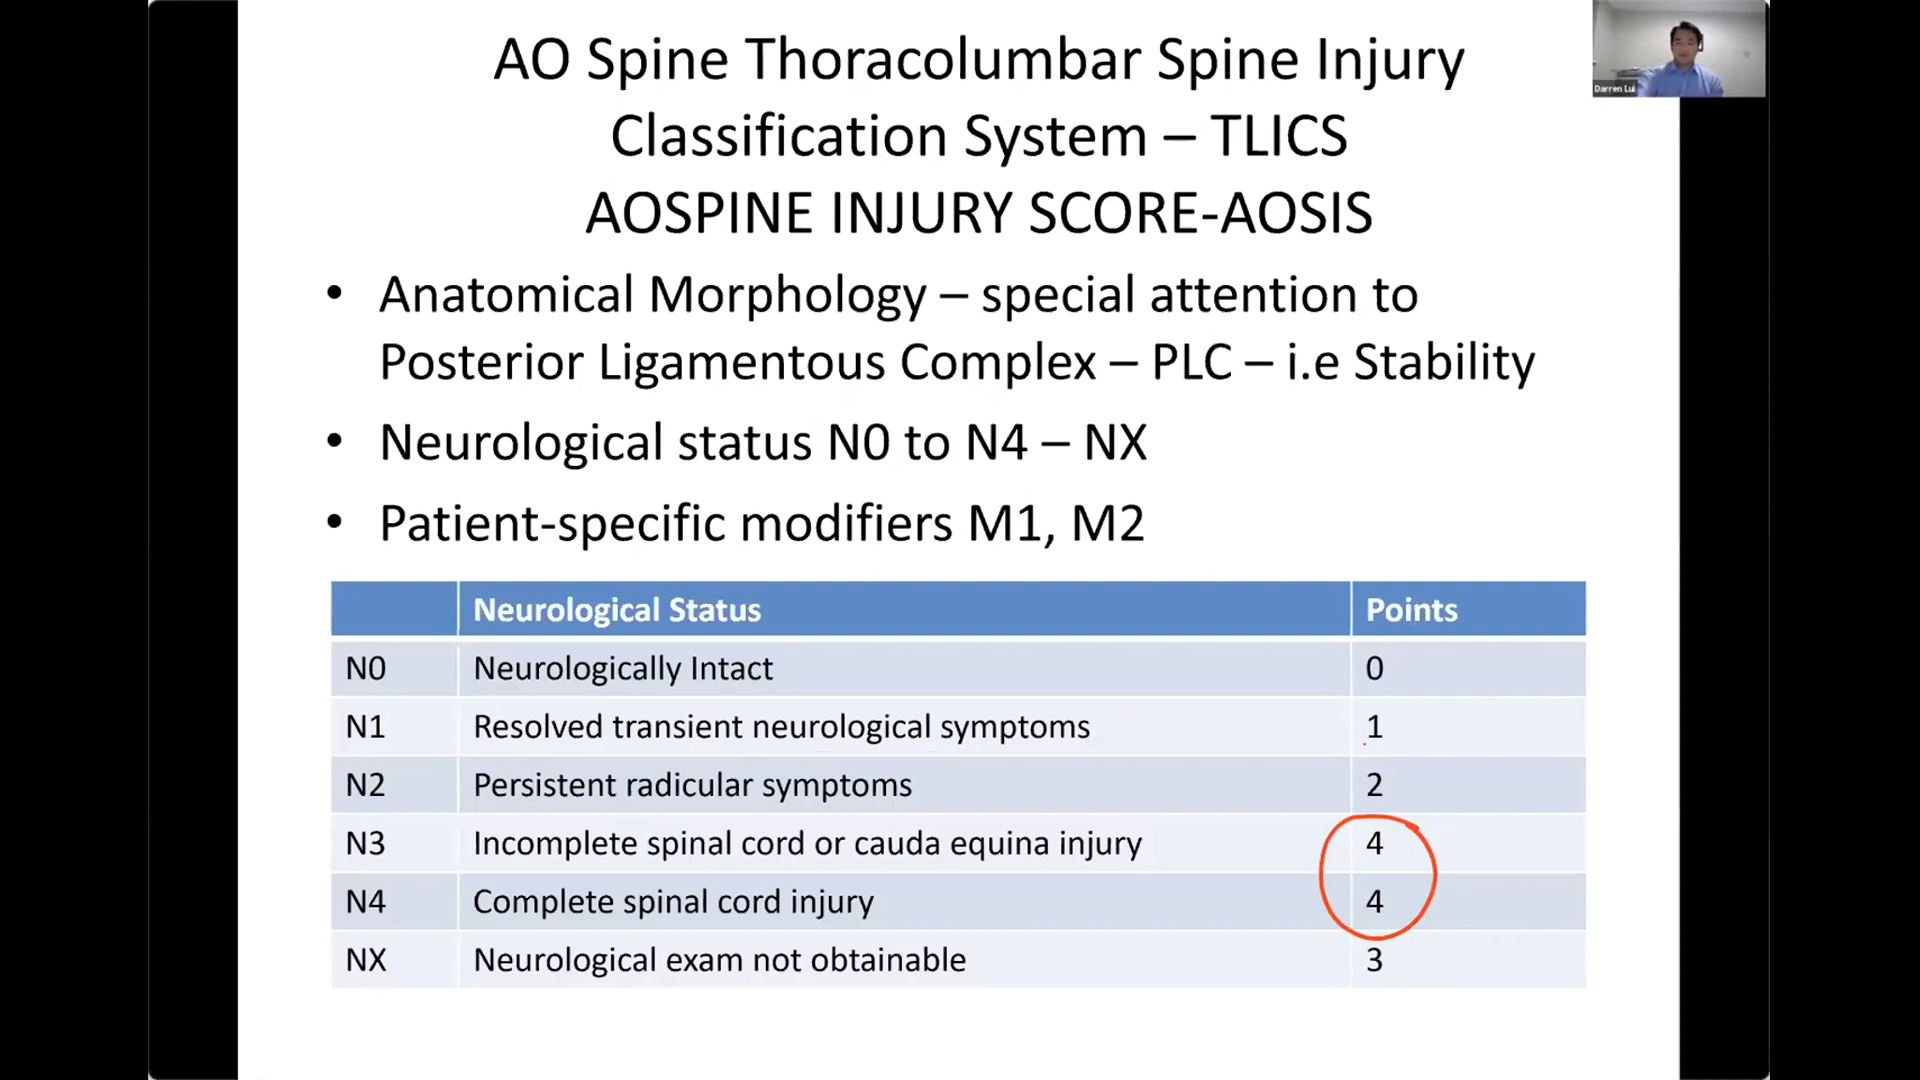 AO Spine Thoracolumbar Spine Injury
Classification System – TLICS
AOSPINE INJURY SCORE-AOSIS
Darren Lui
• Anatomical Morphology – special attention to
Posterior Ligamentous Complex – PLC – i.e Stability
• Neurological status N0 to N4 – NX
• Patient-specific modifiers M1, M2
Neurological Status Points
N0 Neurologically Intact 0
N1 Resolved transient neurological symptoms 1
N2 Persistent radicular symptoms 2
N3 Incomplete spinal cord or cauda equina injury 4
N4 Complete spinal cord injury 4
NX Neurological exam not obtainable 3